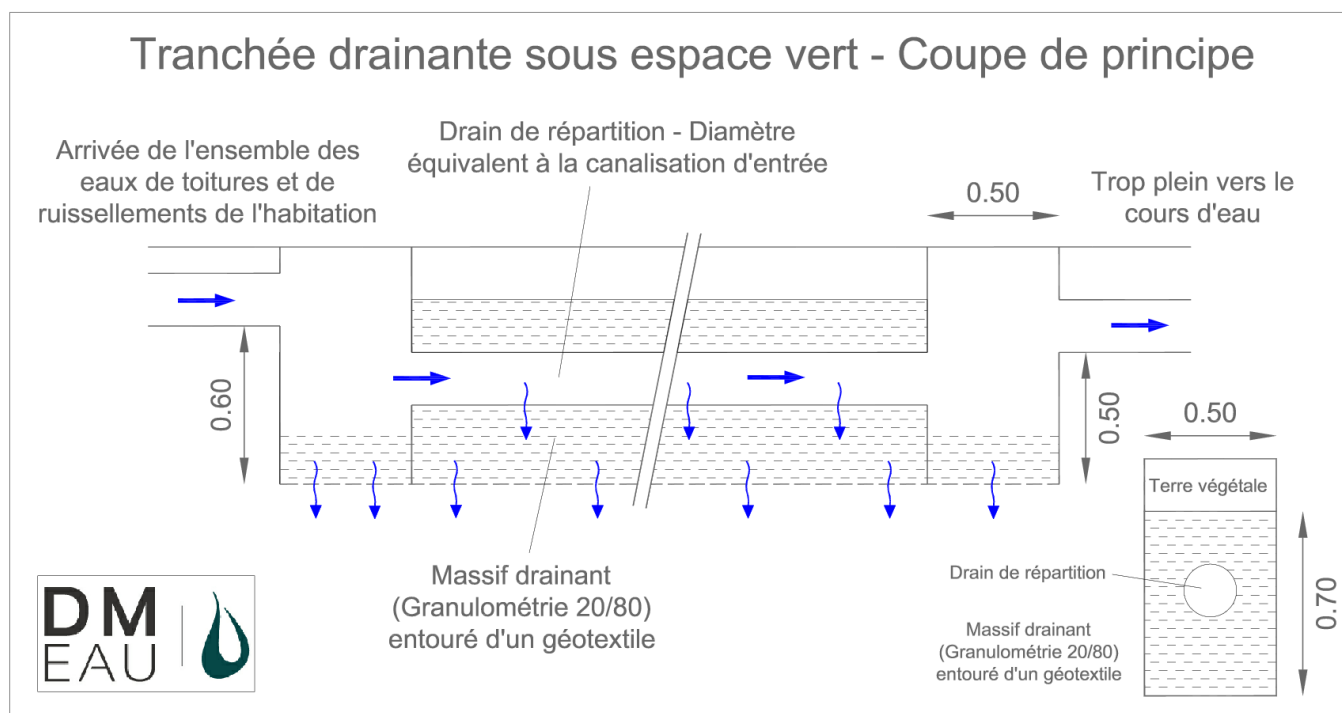 Tranchée drainante sous espace vert - Coupe de principe
Arrivée de l'ensemble des
eaux de toitures et de
ruissellements de l'habitation
Drain de répartition - Diamètre
équivalent à la canalisation d'entrée
0.50
Trop plein vers le
cours d'eau
0.60
0.50
0.50
Terre végétale
Drain de répartition
0.70
Massif drainant
(Granulométrie 20/80)
entouré d'un géotextile
Massif drainant
(Granulométrie 20/80)
entouré d'un géotextile
DM
EAU